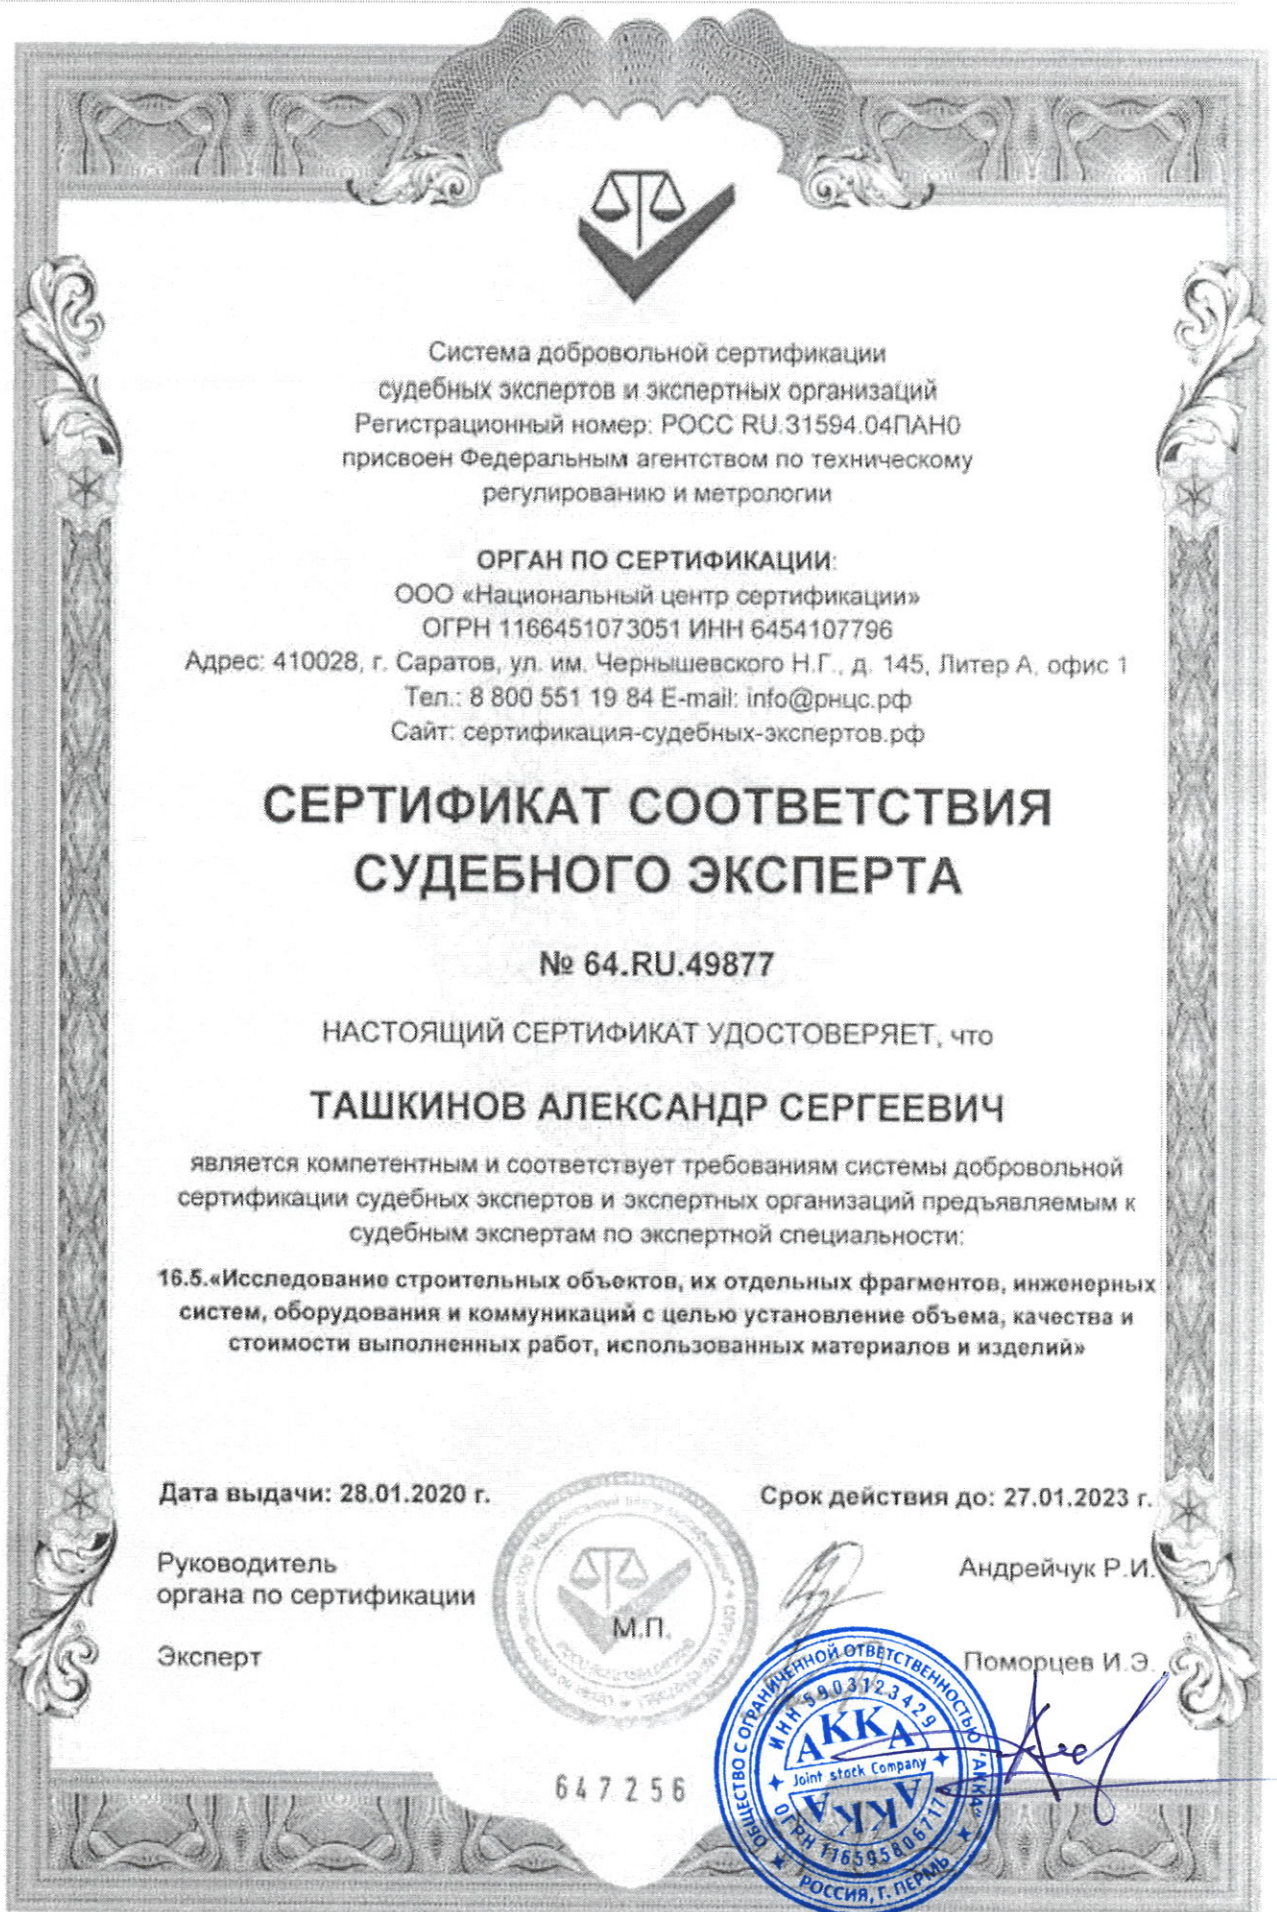 Система добровольной сертификации
судебных экспертов и экспертных организаций
Регистрационный номер: РОСС RU.31594.04ПАН0
присвоен Федеральным агентством по техническому
регулированию и метрологии
ОРГАН ПО СЕРТИФИКАЦИИ:
ООО «Национальный центр сертификации»
ОГРН 1166451073051 ИНН 6454107796
Адрес: 410028, г. Саратов, ул. им. Чернышевского Н.Г., д. 145, Литер А, офис 1
Тел.: 8 800 551 19 84 E-mail: info@рнцс.рф
Сайт: сертификация-судебных-экспертов.рф
СЕРТИФИКАТ СООТВЕТСТВИЯ
СУДЕБНОГО ЭКСПЕРТА
№ 64.RU.49877
НАСТОЯЩИЙ СЕРТИФИКАТ УДОСТОВЕРЯЕТ, что
ТАШКИНОВ АЛЕКСАНДР СЕРГЕЕВИЧ
является компетентным и соответствует требованиям системы добровольной
сертификации судебных экспертов и экспертных организаций предъявляемым к
судебным экспертам по экспертной специальности:
16.5.«Исследование строительных объектов, их отдельных фрагментов, инженерных
систем, оборудования и коммуникаций с целью установление объема, качества и
стоимости выполненных работ, использованных материалов и изделий»
Дата выдачи: 28.01.2020 г.
Срок действия до: 27.01.2023 г.
Руководитель
органа по сертификации
Андрейчук Р.И.
М.П.
Эксперт
Поморцев И.Э.
647256
ОБЩЕСТВО С ОГРАНИЧЕННОЙ ОТВЕТСТВЕННОСТЬЮ "АККА"
РОССИЯ, Г. ПЕРМЬ
ИНН 5903123429
ОГРН 1165958067177
АККА
Joint stock Company
АККА